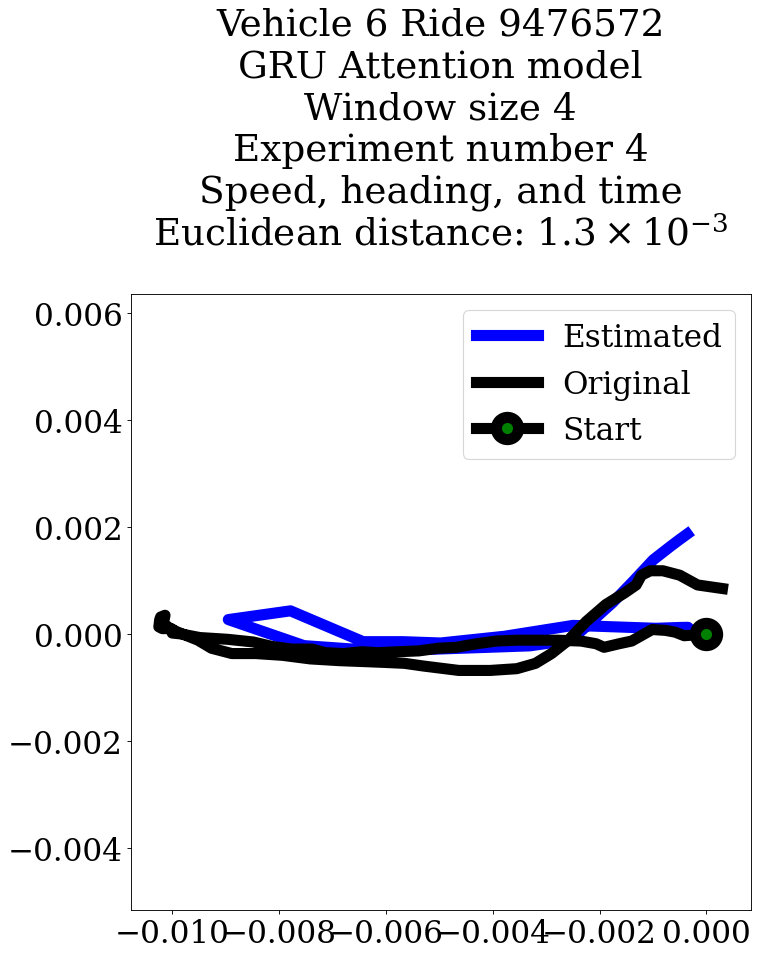 Vehicle 6 Ride 9476572
GRU Attention model
Window size 4
Experiment number 4
Speed, heading, and time
Euclidean distance: 1.3 × 10⁻³
0.006
0.004
0.002
0.000
−0.002
−0.004
Estimated
Original
Start
−0.010 −0.008 −0.006 −0.004 −0.002 0.000